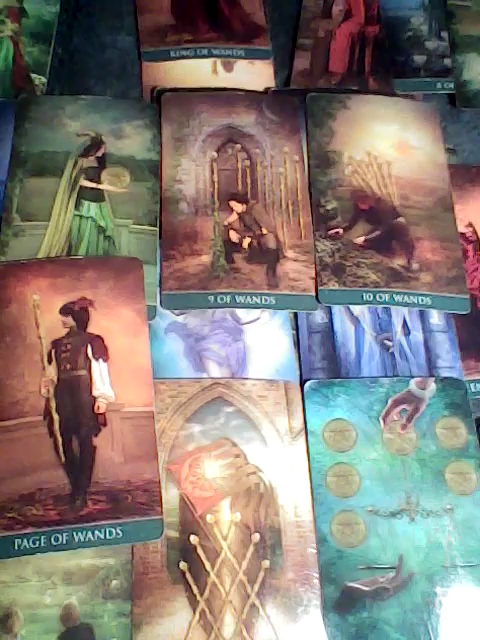 KING OF WANDS
9 OF WANDS
10 OF WANDS
PAGE OF WANDS